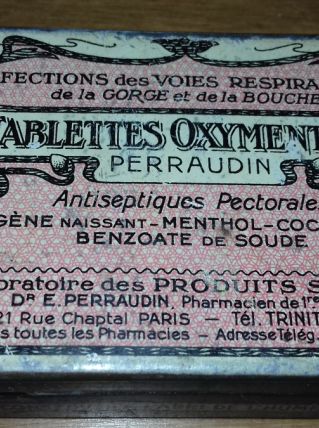 FECTIONS des VOIES RESPIRA
de la GORGE et de la BOUCHE
TABLETTES OXYMENT
PERRAUDIN
Antiseptiques Pectorale
GÈNE NAISSANT-MENTHOL-COC
BENZOATE DE SOUDE
oratoire des PRODUITS S
DR E. PERRAUDIN, Pharmacien de 1re
21 Rue Chaptal PARIS — Tél. TRINIT
s toutes les Pharmacies — Adresse Télég.